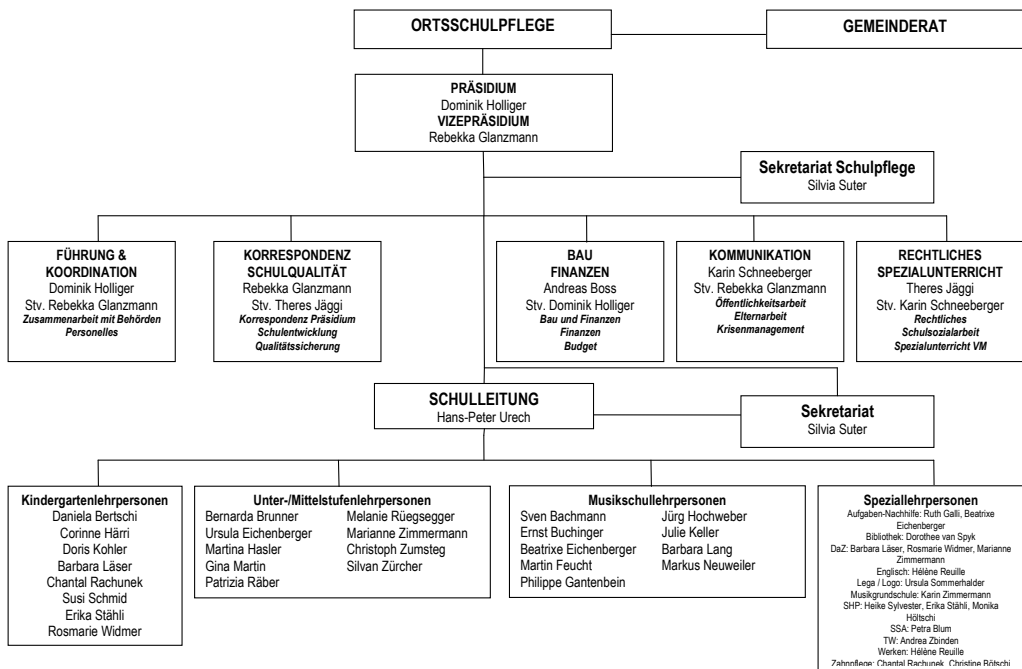 ORTSSCHULPFLEGE
GEMEINDERAT
PRÄSIDIUM
Dominik Holliger
VIZEPRÄSIDIUM
Rebekka Glanzmann
Sekretariat Schulpflege
Silvia Suter
FÜHRUNG &
KOORDINATION
Dominik Holliger
Stv. Rebekka Glanzmann
Zusammenarbeit mit Behörden
Personelles
KORRESPONDENZ
SCHULQUALITÄT
Rebekka Glanzmann
Stv. Theres Jäggi
Korrespondenz Präsidium
Schulentwicklung
Qualitätssicherung
BAU
FINANZEN
Andreas Boss
Stv. Dominik Holliger
Bau und Finanzen
Finanzen
Budget
KOMMUNIKATION
Karin Schneeberger
Stv. Rebekka Glanzmann
Öffentlichkeitsarbeit
Elternarbeit
Krisenmanagement
RECHTLICHES
SPEZIALUNTERRICHT
Theres Jäggi
Stv. Karin Schneeberger
Rechtliches
Schulsozialarbeit
Spezialunterricht VM
SCHULLEITUNG
Hans-Peter Urech
Sekretariat
Silvia Suter
Kindergartenlehrpersonen
Daniela Bertschi
Corinne Härri
Doris Kohler
Barbara Läser
Chantal Rachunek
Susi Schmid
Erika Stähli
Rosmarie Widmer
Unter-/Mittelstufenlehrpersonen
Bernarda Brunner
Ursula Eichenberger
Martina Hasler
Gina Martin
Patrizia Räber
Melanie Rüegsegger
Marianne Zimmermann
Christoph Zumsteg
Silvan Zürcher
Musikschullehrpersonen
Sven Bachmann
Ernst Buchinger
Beatrixe Eichenberger
Martin Feucht
Philippe Gantenbein
Jürg Hochweber
Julie Keller
Barbara Lang
Markus Neuweiler
Speziallehrpersonen
Aufgaben-Nachhilfe: Ruth Galli, Beatrixe
Eichenberger
Bibliothek: Dorothee van Spyk
DaZ: Barbara Läser, Rosmarie Widmer, Marianne
Zimmermann
Englisch: Hélène Reuille
Lega / Logo: Ursula Sommerhalder
Musikgrundschule: Karin Zimmermann
SHP: Heike Sylvester, Erika Stähli, Monika
Höltschi
SSA: Petra Blum
TW: Andrea Zbinden
Werken: Hélène Reuille
Zahnpflege: Chantal Rachunek, Christine Bötschi